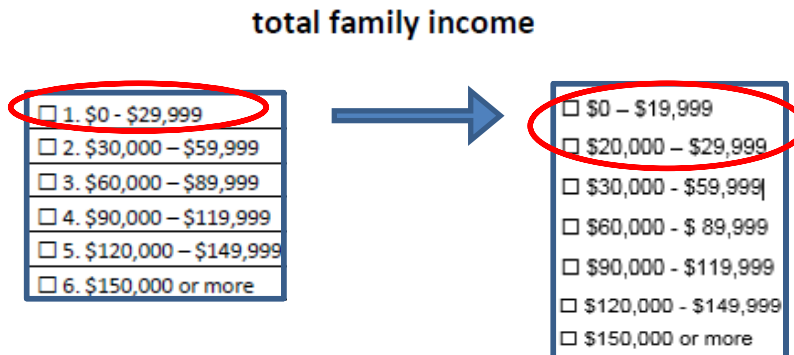 total family income
☐ 1. $0 - $29,999
☐ 2. $30,000 – $59,999
☐ 3. $60,000 – $89,999
☐ 4. $90,000 – $119,999
☐ 5. $120,000 – $149,999
☐ 6. $150,000 or more
☐ $0 – $19,999
☐ $20,000 – $29,999
☐ $30,000 - $59,999
☐ $60,000 - $ 89,999
☐ $90,000 - $119,999
☐ $120,000 - $149,999
☐ $150,000 or more